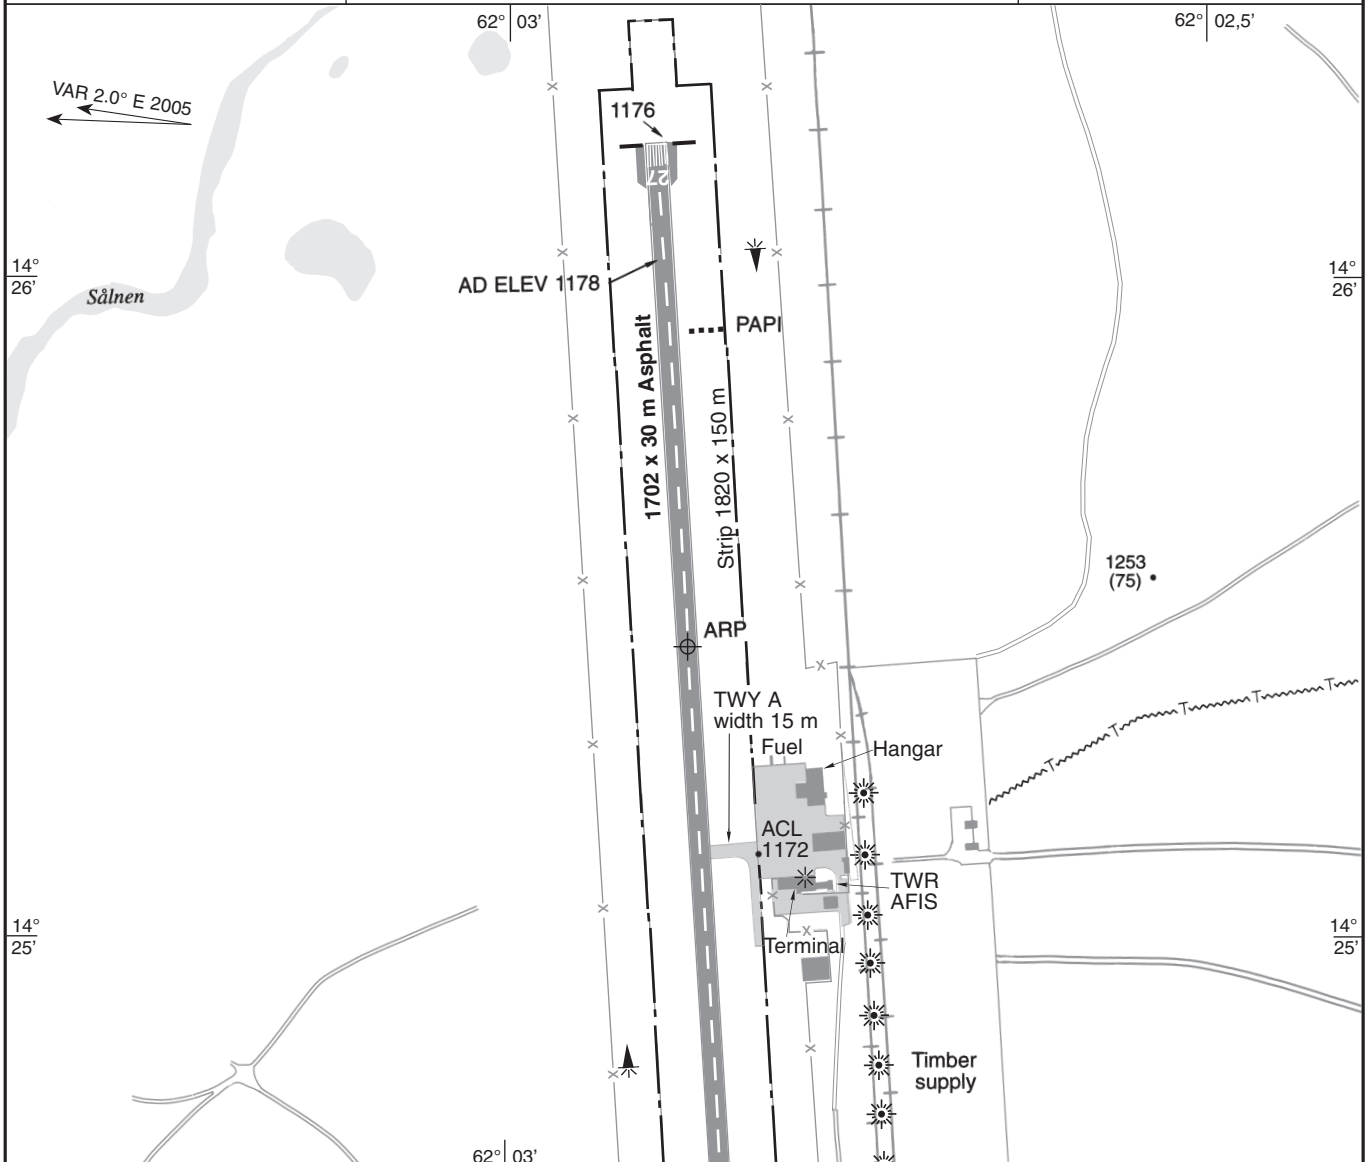 62° 03'
62° 02,5'
VAR 2.0° E 2005
1176
27
14°
26'
Sålnen
AD ELEV 1178
14°
26'
PAPI
1702 x 30 m Asphalt
Strip 1820 x 150 m
1253
(75)
ARP
TWY A
width 15 m
Fuel
Hangar
ACL
1172
TWR
AFIS
Terminal
14°
25'
14°
25'
Timber
supply
62° 03'